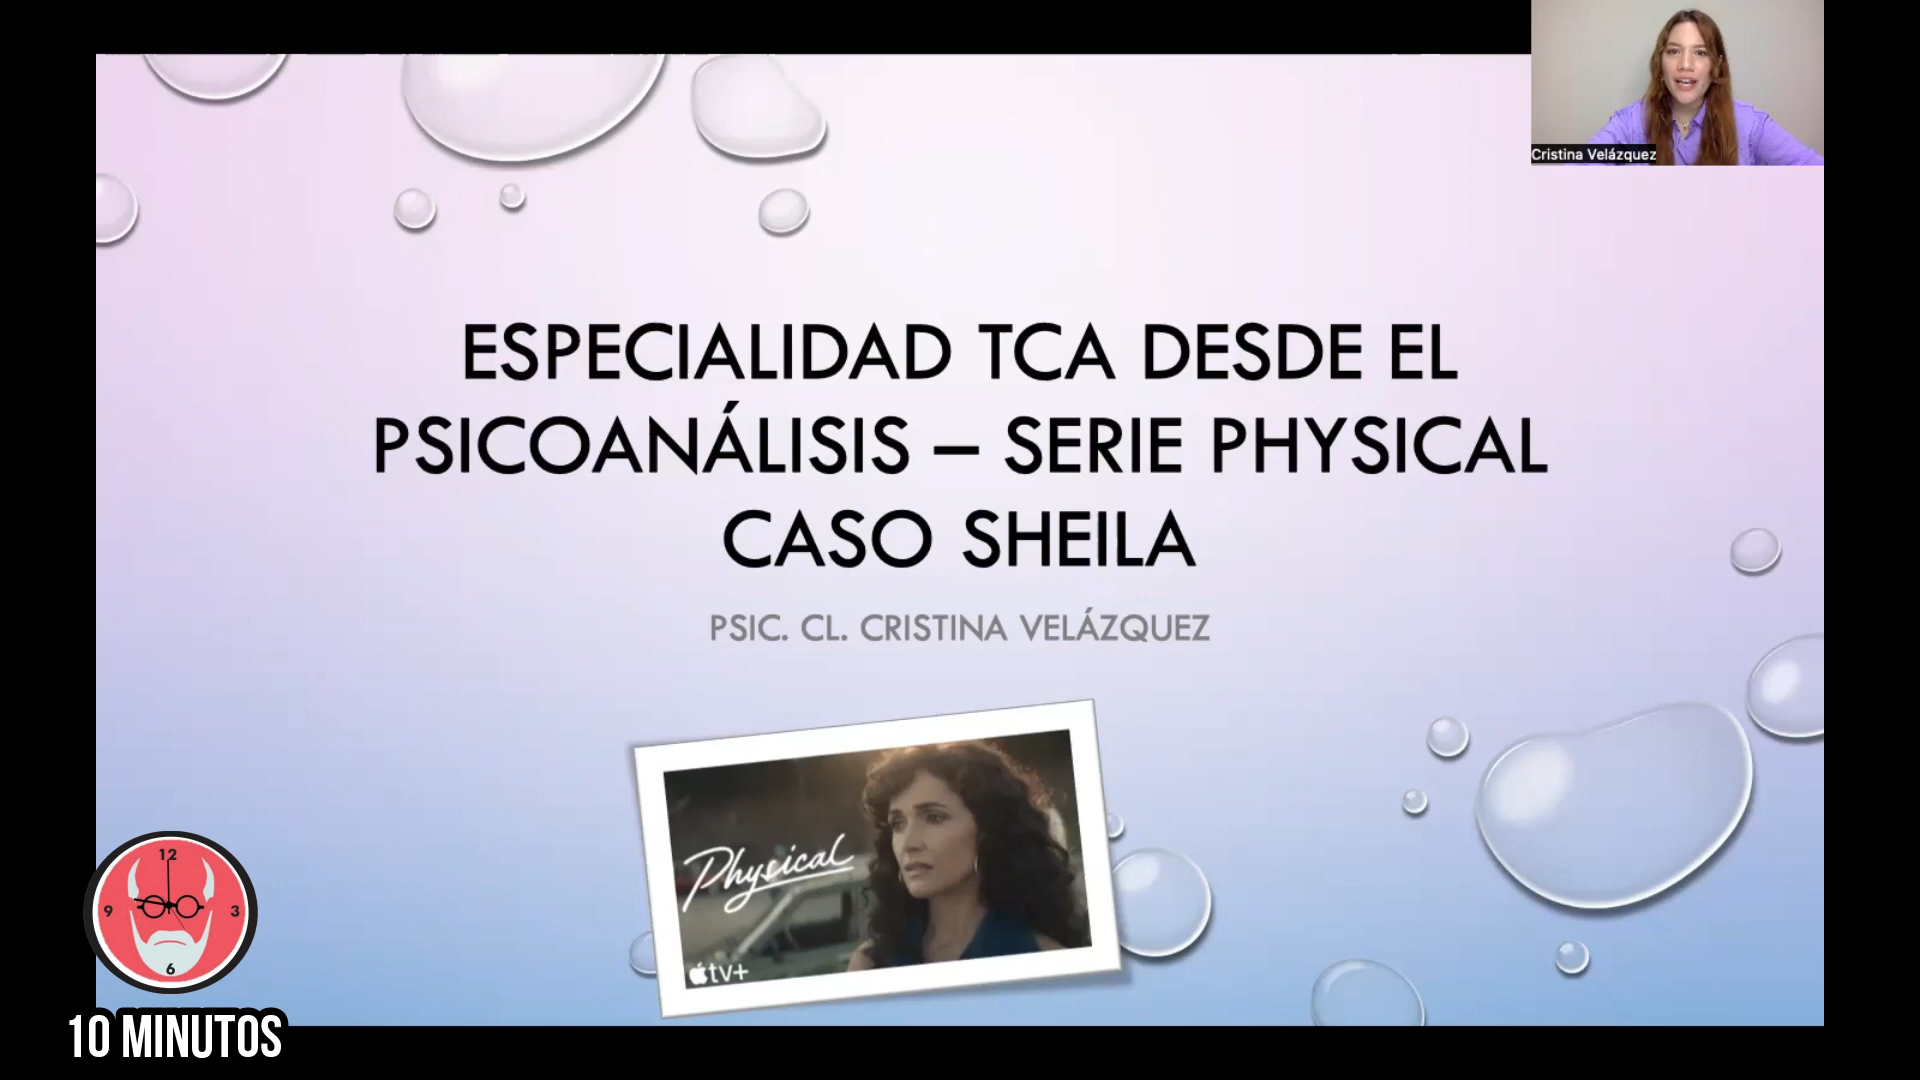 Cristina Velázquez
ESPECIALIDAD TCA DESDE EL
PSICOANÁLISIS – SERIE PHYSICAL
CASO SHEILA
PSIC. CL. CRISTINA VELÁZQUEZ
Physical
tv+
12
9
3
6
10 MINUTOS